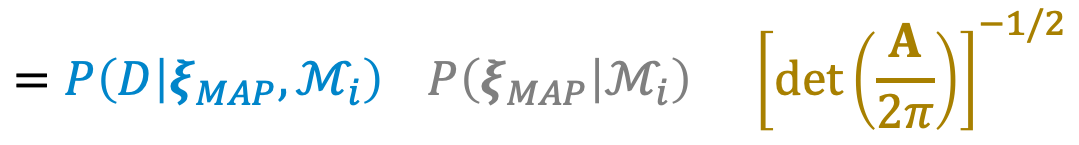 = P(D|ξ_MAP, ℳ_i) P(ξ_MAP|ℳ_i) [det(A/2π)]^{-1/2}